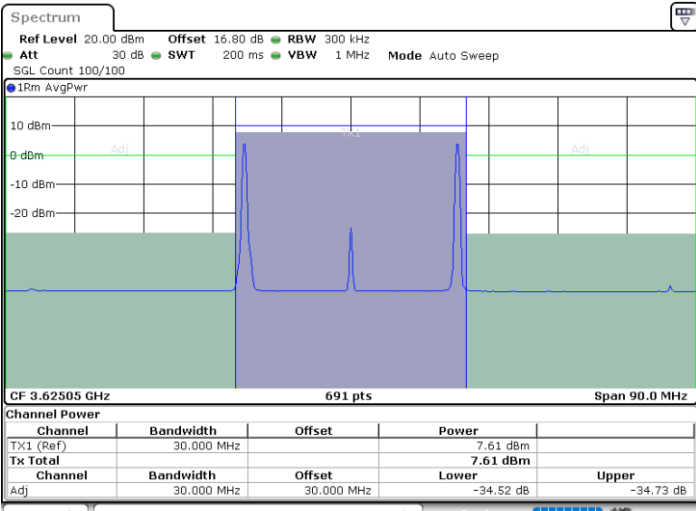 Spectrum
Ref Level 20.00 dBm Offset 16.80 dB RBW 300 kHz
Att 30 dB SWT 200 ms VBW 1 MHz Mode Auto Sweep
SGL Count 100/100
1Rm AvgPwr
10 dBm
TX1
0 dBm Adj Adj
-10 dBm
-20 dBm
CF 3.62505 GHz 691 pts Span 90.0 MHz
Channel Power
Channel Bandwidth Offset Power
TX1 (Ref) 30.000 MHz 7.61 dBm
Tx Total 7.61 dBm
Channel Bandwidth Offset Lower Upper
Adj 30.000 MHz 30.000 MHz -34.52 dB -34.73 dB